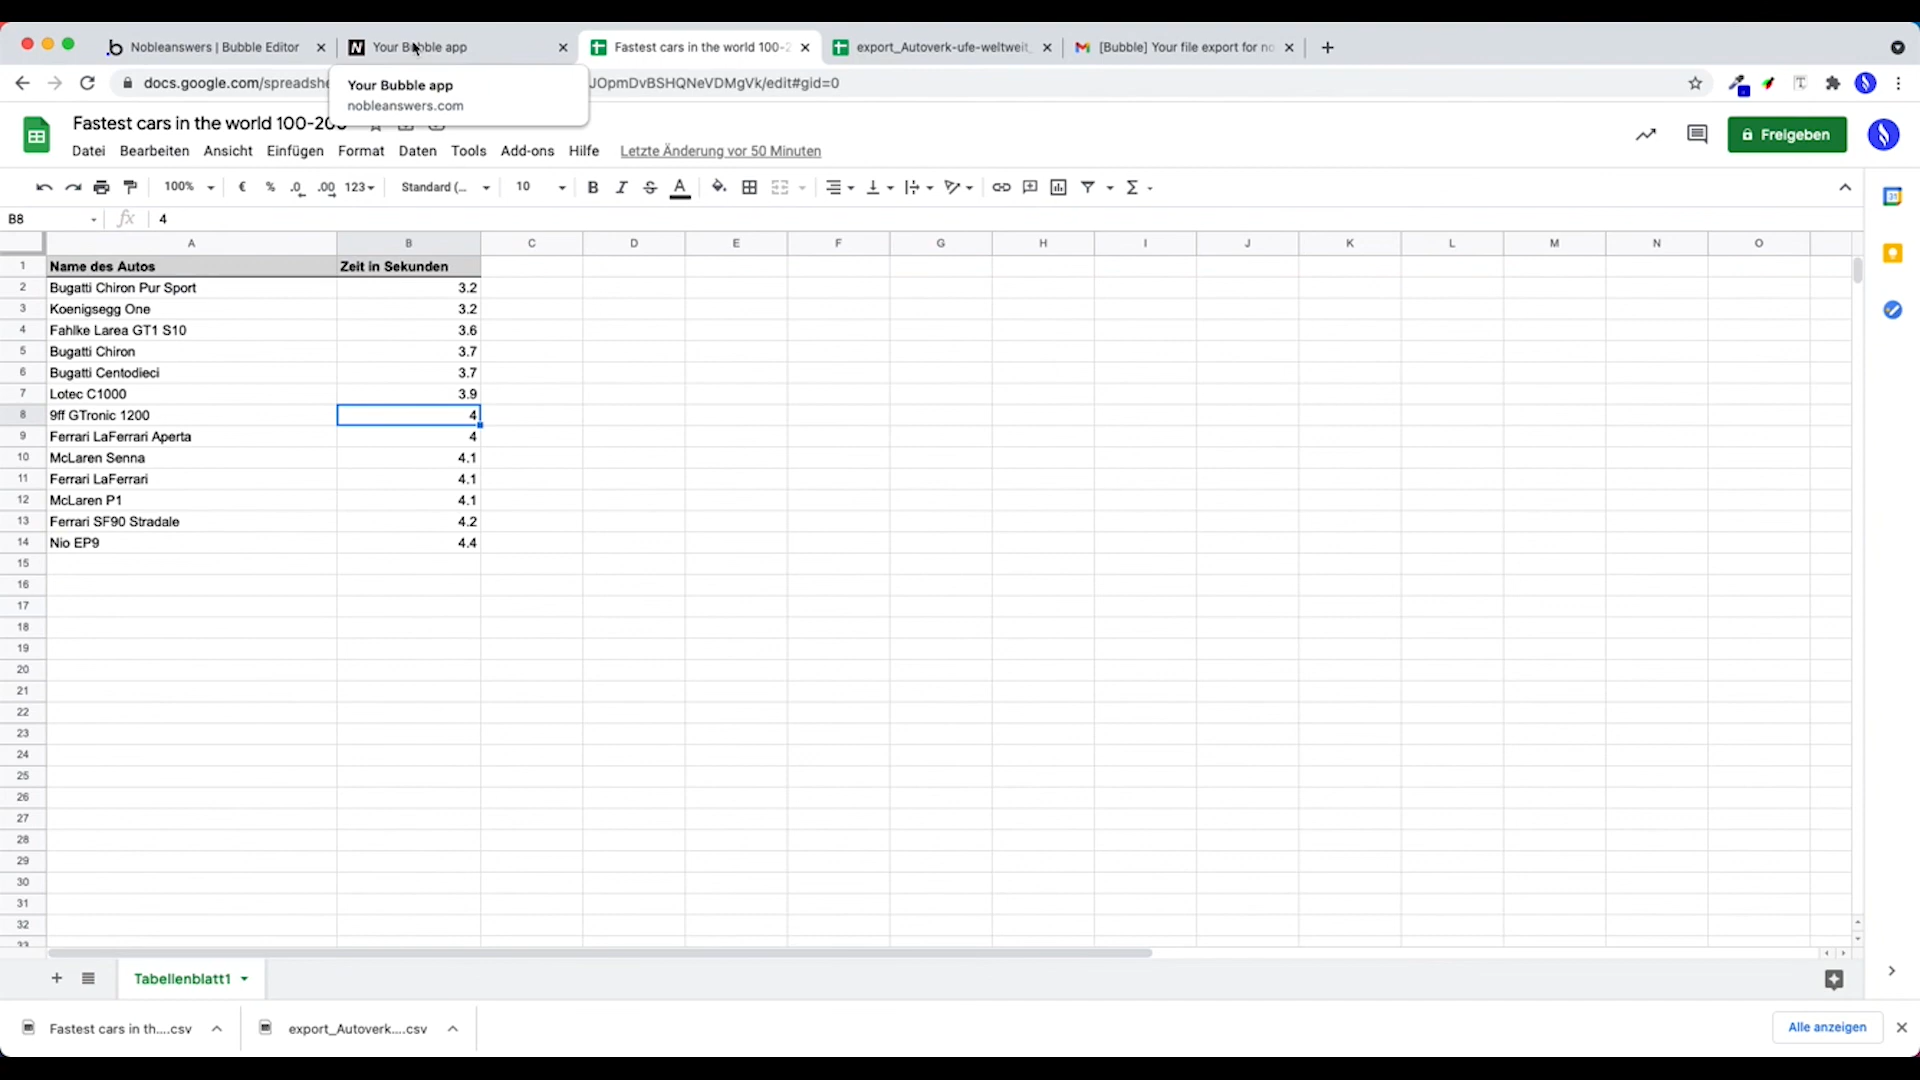 Nobleanswers | Bubble Editor
Your Bubble app
Fastest cars in the world 100-2
export_Autoverk-ufe-weltweit_
[Bubble] Your file export for no
docs.google.com/spreadshe
JOpmDvBSHQNeVDMgVk/edit#gid=0
Your Bubble app
nobleanswers.com
Fastest cars in the world 100-200
Freigeben
Datei Bearbeiten Ansicht Einfügen Format Daten Tools Add-ons Hilfe Letzte Änderung vor 50 Minuten
100% € % .0 .00 123 Standard (... 10 B I S A Σ
B8 fx 4
A B C D E F G H I J K L M N O
1 Name des Autos Zeit in Sekunden
2 Bugatti Chiron Pur Sport 3.2
3 Koenigsegg One 3.2
4 Fahlke Larea GT1 S10 3.6
5 Bugatti Chiron 3.7
6 Bugatti Centodieci 3.7
7 Lotec C1000 3.9
8 9ff GTronic 1200 4
9 Ferrari LaFerrari Aperta 4
10 McLaren Senna 4.1
11 Ferrari LaFerrari 4.1
12 McLaren P1 4.1
13 Ferrari SF90 Stradale 4.2
14 Nio EP9 4.4
15
16
17
18
19
20
21
22
23
24
25
26
27
28
29
30
31
32
33
Tabellenblatt1
Fastest cars in th....csv
export_Autoverk....csv
Alle anzeigen